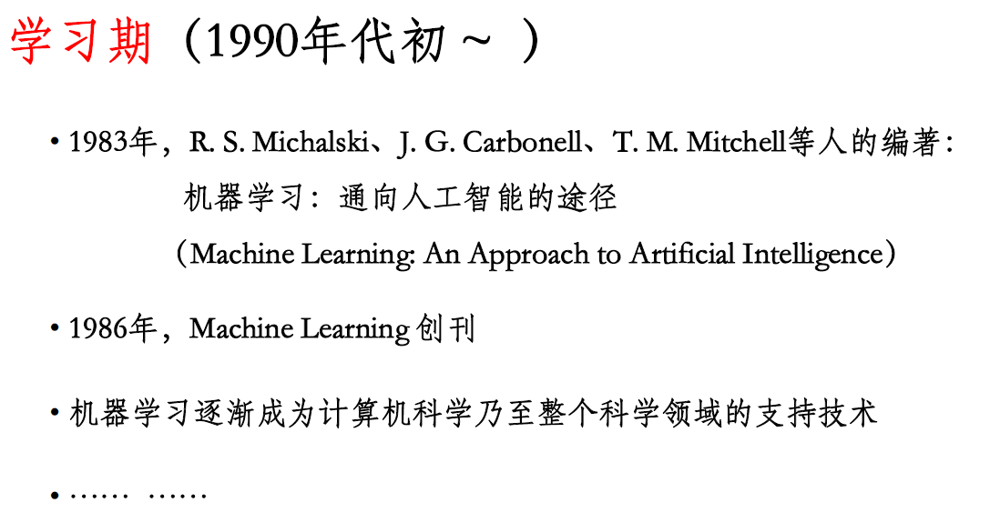 学习期（1990年代初 ~ ）
• 1983年，R. S. Michalski、J. G. Carbonell、T. M. Mitchell等人的编著：
机器学习：通向人工智能的途径
（Machine Learning: An Approach to Artificial Intelligence）
• 1986年，Machine Learning 创刊
• 机器学习逐渐成为计算机科学乃至整个科学领域的支持技术
• …… ……